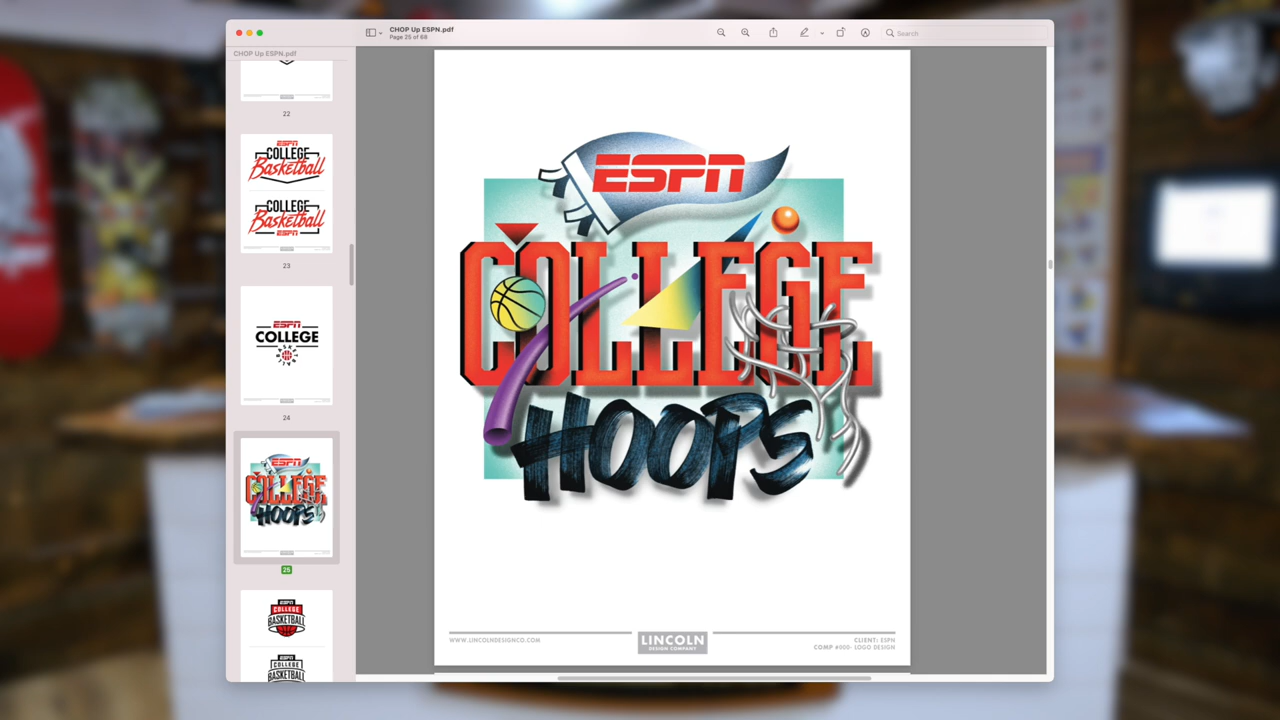 CHOP Up ESPN.pdf
Page 25 of 68
Search
CHOP Up ESPN.pdf
22
ESPN
COLLEGE
Basketball
COLLEGE
Basketball
ESPN
23
ESPN
COLLEGE
BASKETBALL
24
ESPN
COLLEGE
HOOPS
25
ESPN
COLLEGE
BASKETBALL
ESPN
COLLEGE
BASKETBALL
ESPN
COLLEGE
HOOPS
WWW.LINCOLNDESIGNCO.COM
LINCOLN
DESIGN COMPANY
CLIENT: ESPN
COMP #000- LOGO DESIGN